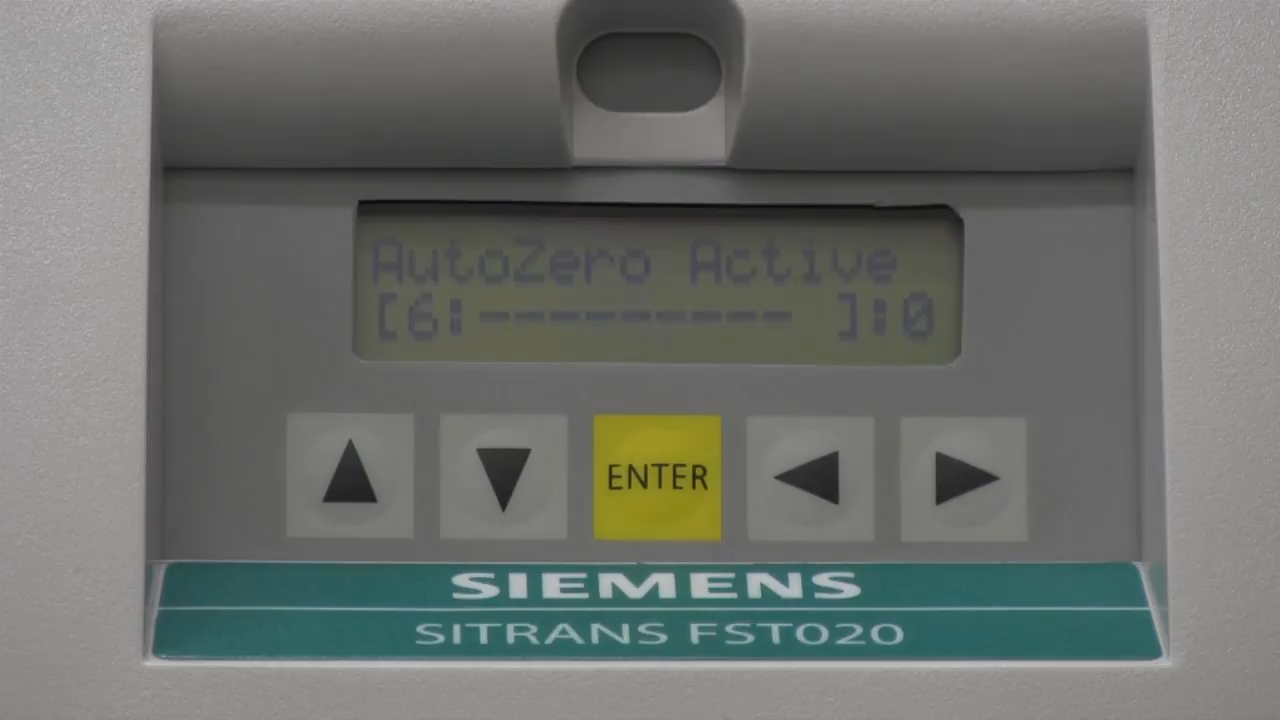 AutoZero Active
[6:--------- ]:0
ENTER
SIEMENS
SITRANS FST020